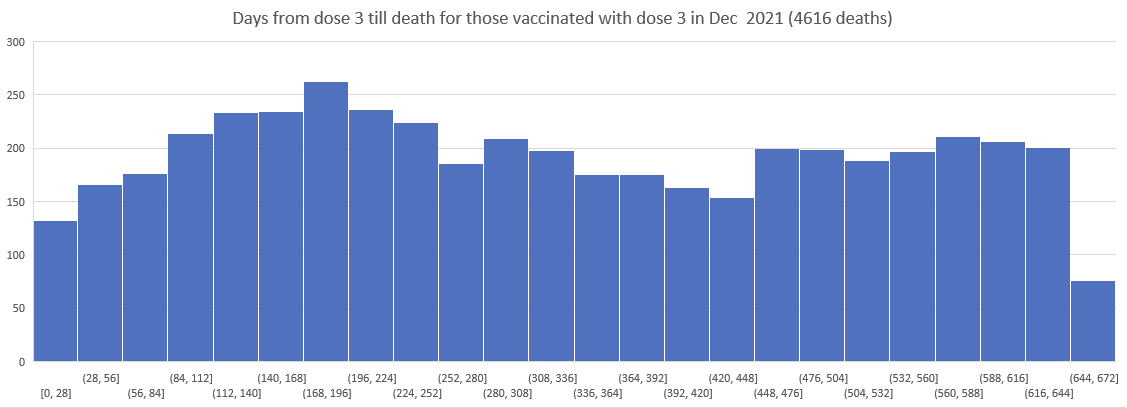 Days from dose 3 till death for those vaccinated with dose 3 in Dec  2021 (4616 deaths)
300
250
200
150
100
50
0
(28, 56] (84, 112] (140, 168] (196, 224] (252, 280] (308, 336] (364, 392] (420, 448] (476, 504] (532, 560] (588, 616] (644, 672]
[0, 28] (56, 84] (112, 140] (168, 196] (224, 252] (280, 308] (336, 364] (392, 420] (448, 476] (504, 532] (560, 588] (616, 644]